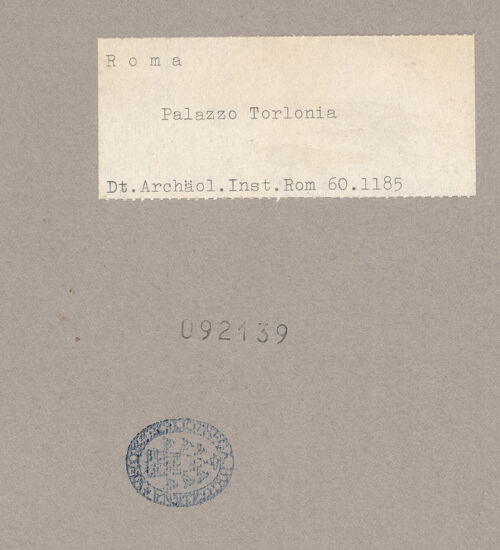 Roma
Palazzo Torlonia
Dt.Archäol.Inst.Rom 60.1185
092139